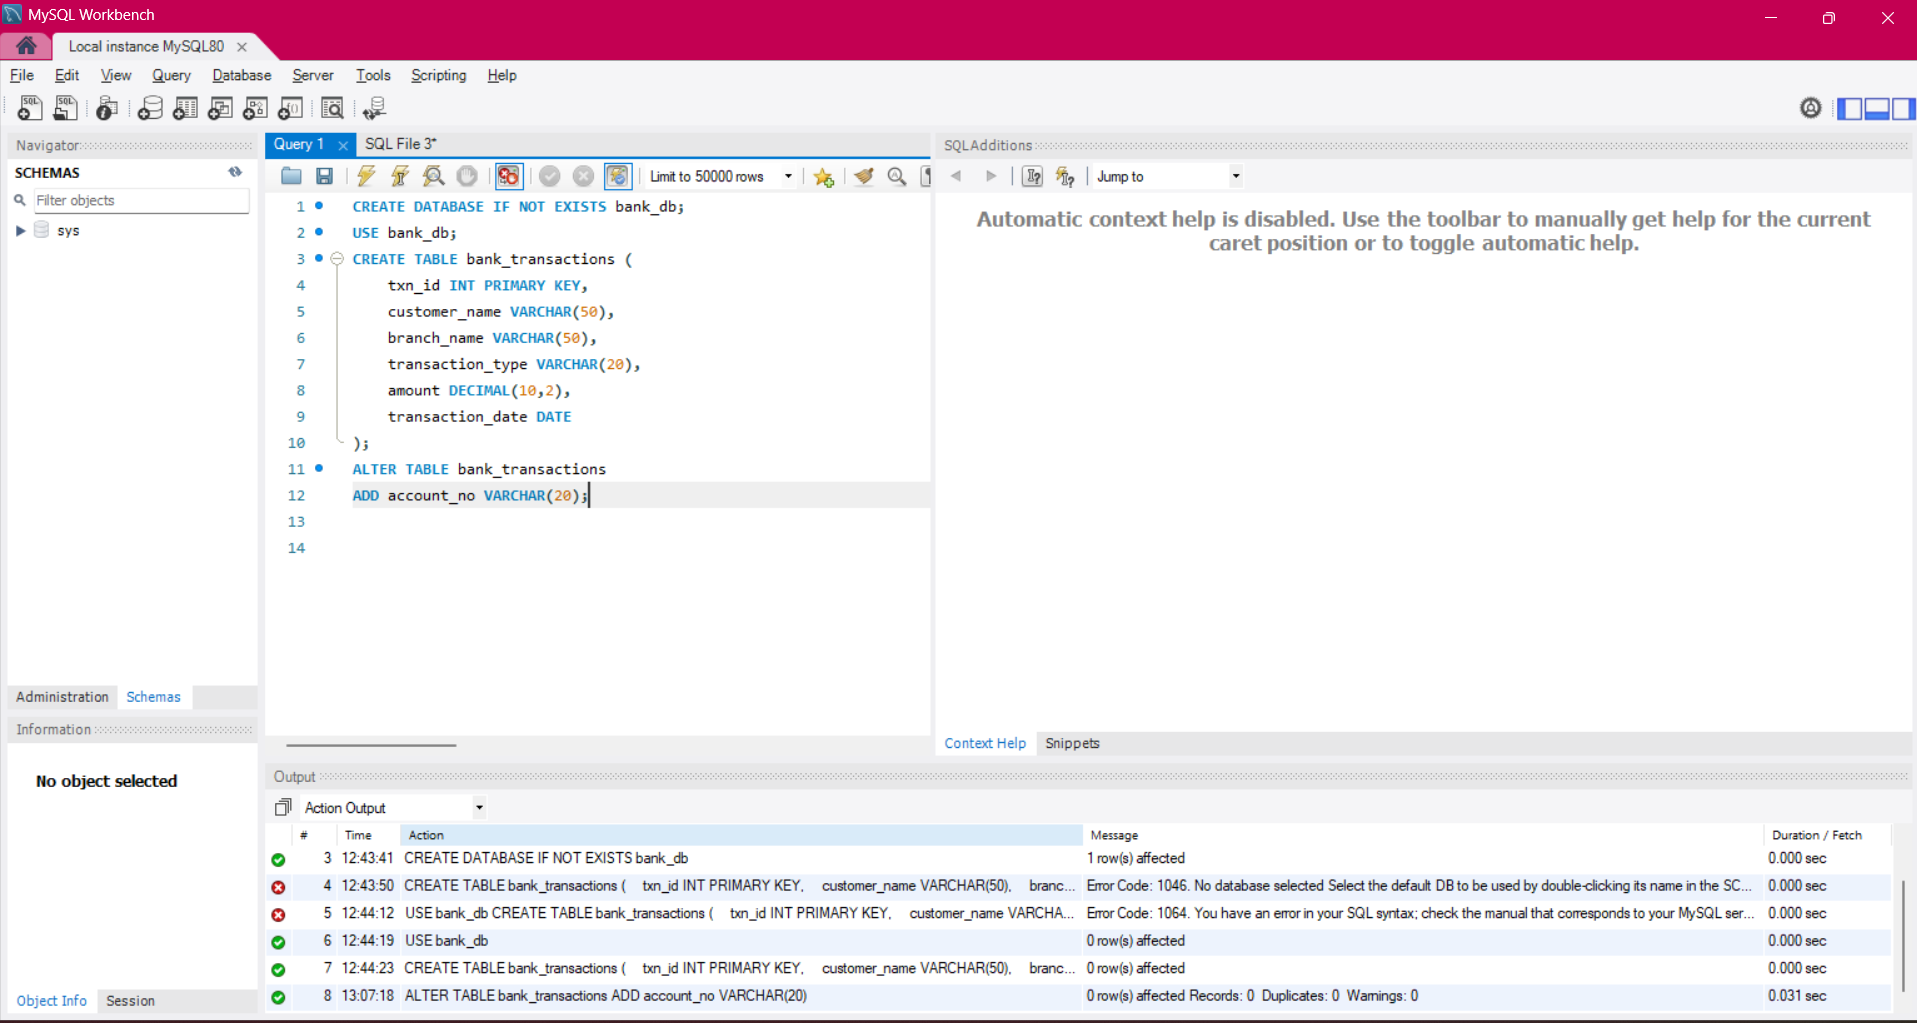 MySQL Workbench
Local instance MySQL80
File Edit View Query Database Server Tools Scripting Help
Navigator
SCHEMAS
Filter objects
sys
Administration Schemas
Information
No object selected
Object Info Session
Query 1 SQL File 3*
Limit to 50000 rows
1 CREATE DATABASE IF NOT EXISTS bank_db;
2 USE bank_db;
3 CREATE TABLE bank_transactions (
4 txn_id INT PRIMARY KEY,
5 customer_name VARCHAR(50),
6 branch_name VARCHAR(50),
7 transaction_type VARCHAR(20),
8 amount DECIMAL(10,2),
9 transaction_date DATE
10 );
11 ALTER TABLE bank_transactions
12 ADD account_no VARCHAR(20);
13
14
SQLAdditions
Jump to
Automatic context help is disabled. Use the toolbar to manually get help for the current
caret position or to toggle automatic help.
Context Help Snippets
Output
Action Output
# Time Action Message Duration / Fetch
3 12:43:41 CREATE DATABASE IF NOT EXISTS bank_db 1 row(s) affected 0.000 sec
4 12:43:50 CREATE TABLE bank_transactions ( txn_id INT PRIMARY KEY, customer_name VARCHAR(50), branc... Error Code: 1046. No database selected Select the default DB to be used by double-clicking its name in the SC... 0.000 sec
5 12:44:12 USE bank_db CREATE TABLE bank_transactions ( txn_id INT PRIMARY KEY, customer_name VARCHA... Error Code: 1064. You have an error in your SQL syntax; check the manual that corresponds to your MySQL ser... 0.000 sec
6 12:44:19 USE bank_db 0 row(s) affected 0.000 sec
7 12:44:23 CREATE TABLE bank_transactions ( txn_id INT PRIMARY KEY, customer_name VARCHAR(50), branc... 0 row(s) affected 0.000 sec
8 13:07:18 ALTER TABLE bank_transactions ADD account_no VARCHAR(20) 0 row(s) affected Records: 0 Duplicates: 0 Warnings: 0 0.031 sec